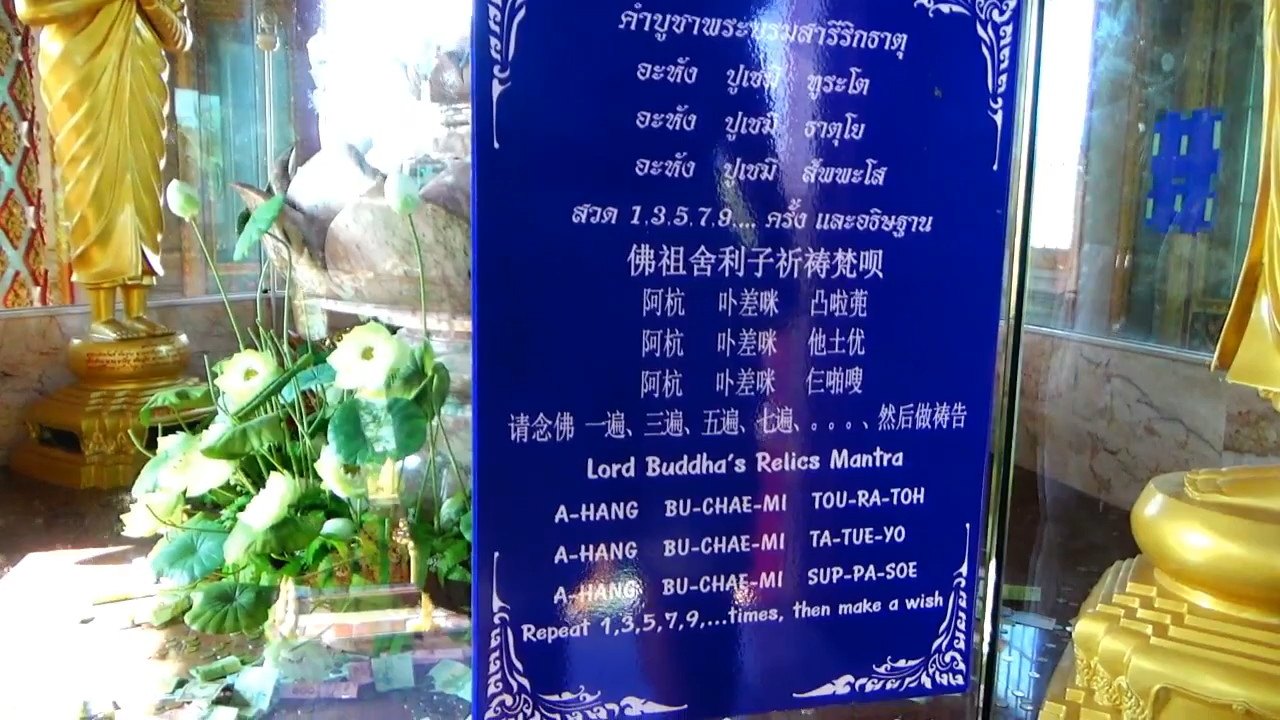 คำบูชาพระบรมสารีริกธาตุ
อะหัง ปูเชมิ ทูระโต
อะหัง ปูเชมิ ธาตุโย
อะหัง ปูเชมิ สัพพะโส
สวด 1,3,5,7,9.... ครั้ง และอธิษฐาน
佛祖舍利子祈祷梵呗
阿杭 卟差咪 凸啦蔸
阿杭 卟差咪 他土优
阿杭 卟差咪 仨啪嗖
请念佛 一遍、三遍、五遍、七遍、。。。、然后做祷告
Lord Buddha's Relics Mantra
A-HANG BU-CHAE-MI TOU-RA-TOH
A-HANG BU-CHAE-MI TA-TUE-YO
A-HANG BU-CHAE-MI SUP-PA-SOE
Repeat 1,3,5,7,9,...times, then make a wish